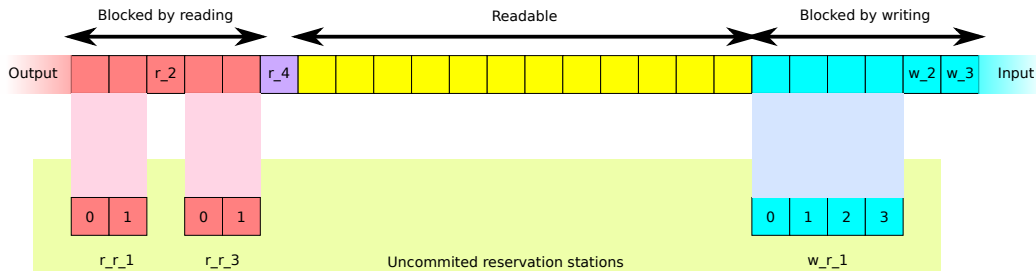 Blocked by reading
Readable
Blocked by writing
Output
r_2
r_4
w_2
w_3
Input
0
1
0
1
0
1
2
3
r_r_1
r_r_3
Uncommited reservation stations
w_r_1